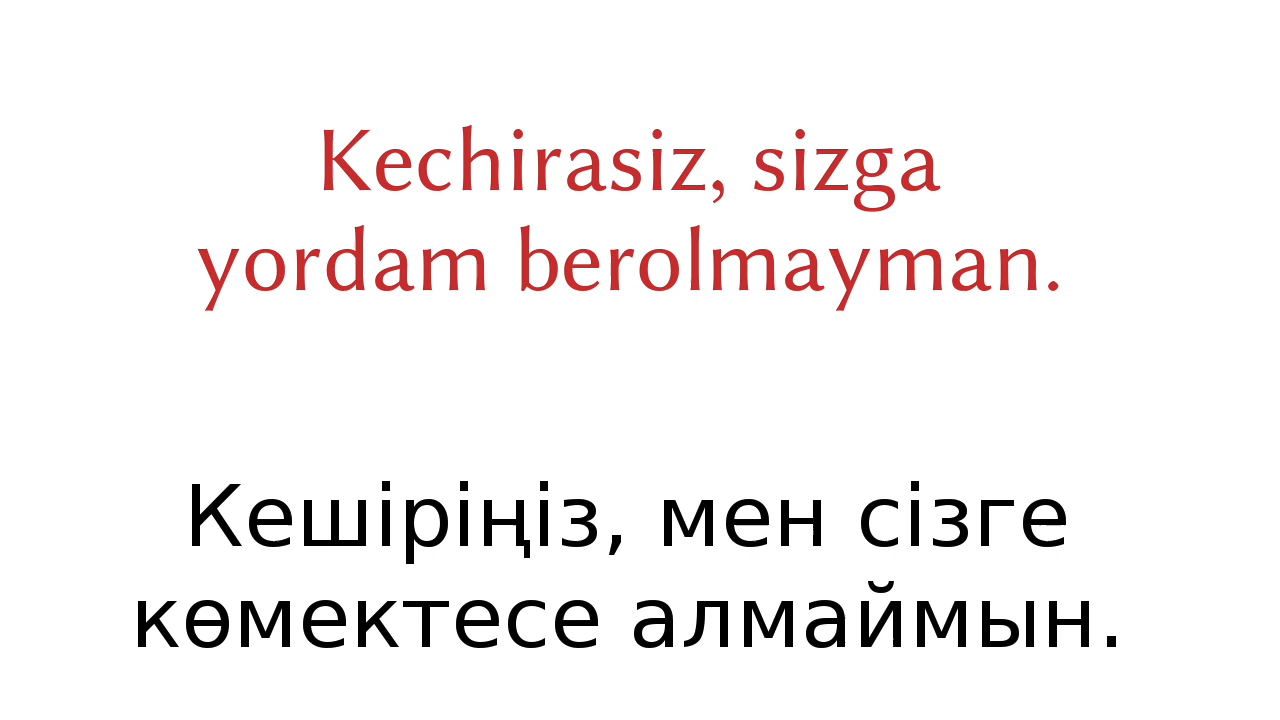 Kechirasiz, sizga
yordam berolmayman.
Кешіріңіз, мен сізге
көмектесе алмаймын.